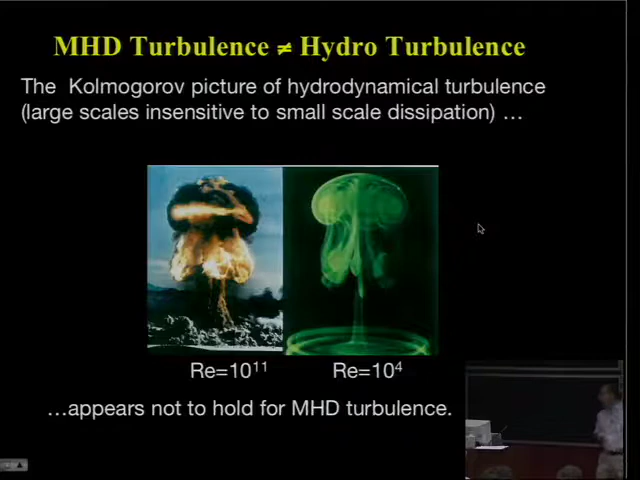 MHD Turbulence ≠ Hydro Turbulence
The Kolmogorov picture of hydrodynamical turbulence
(large scales insensitive to small scale dissipation) …
Re=10¹¹ Re=10⁴
…appears not to hold for MHD turbulence.